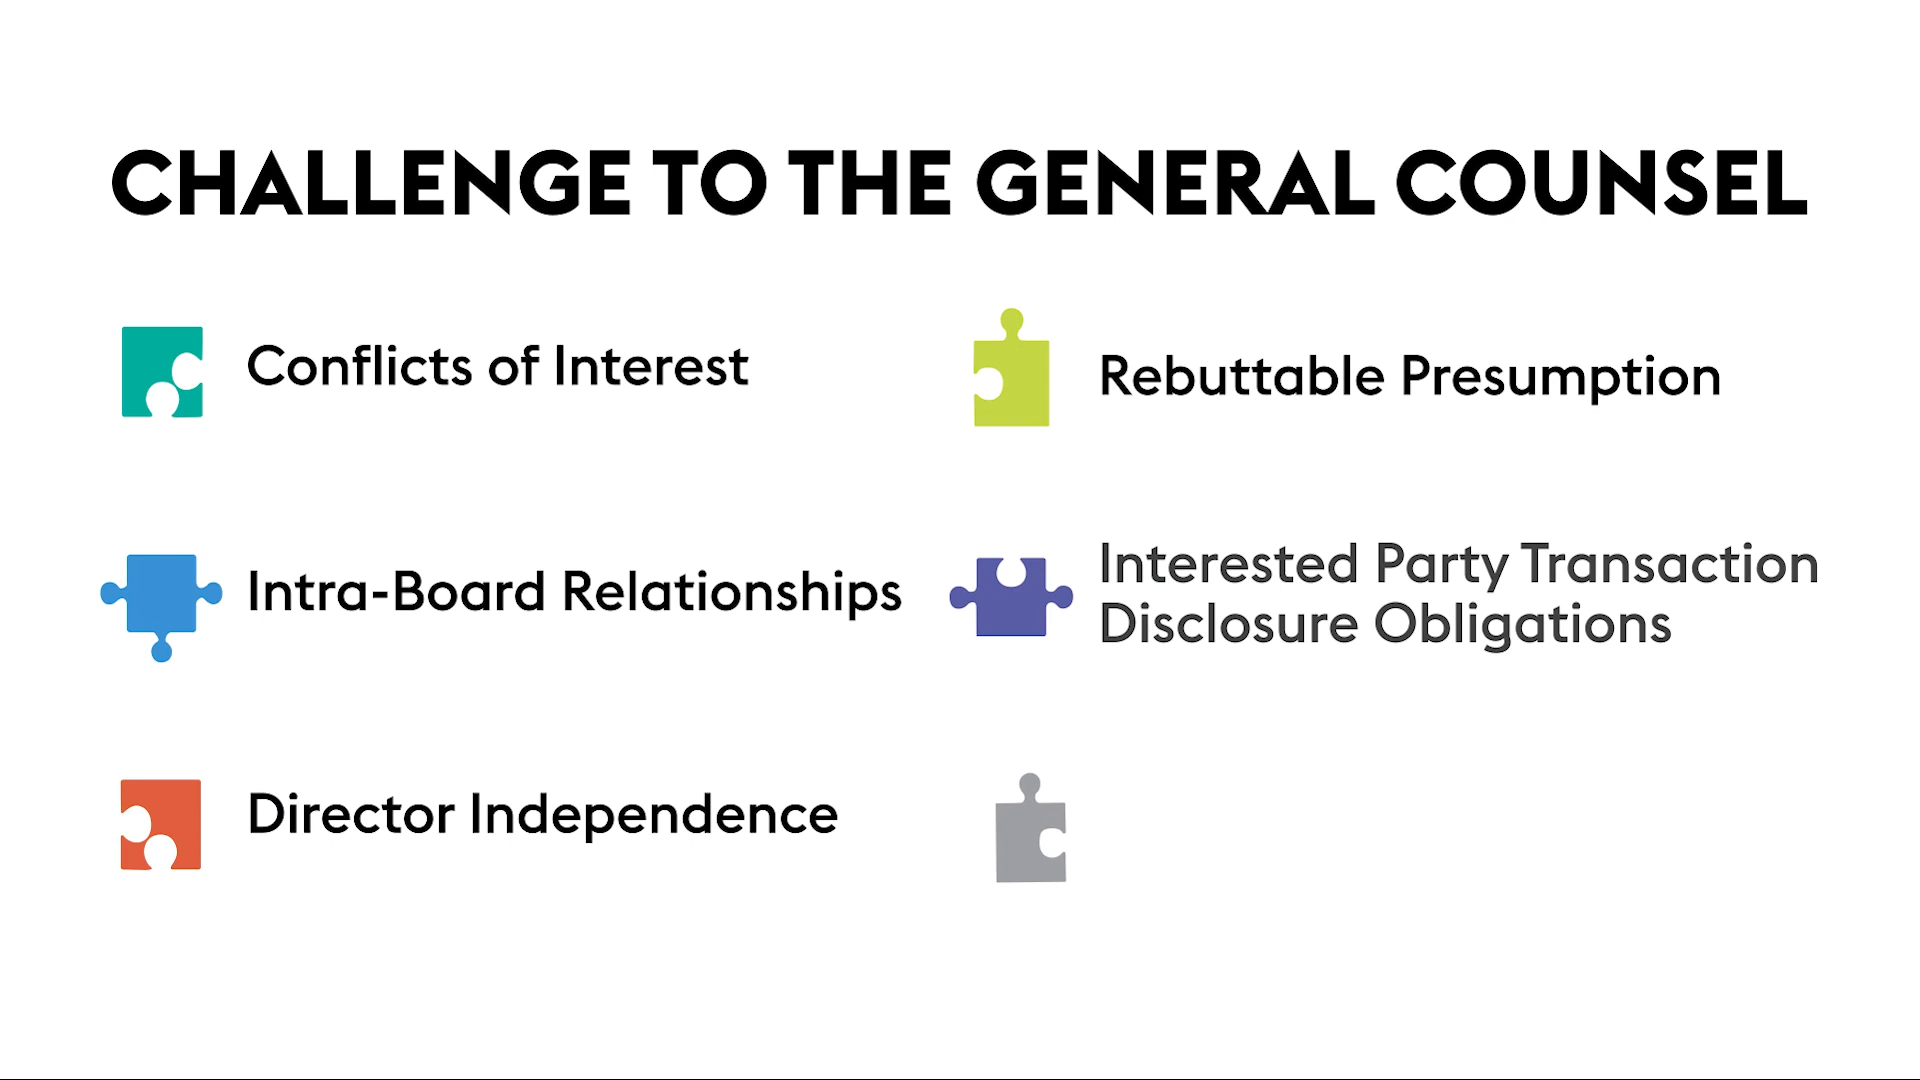 CHALLENGE TO THE GENERAL COUNSEL
Conflicts of Interest
Intra-Board Relationships
Director Independence
Rebuttable Presumption
Interested Party Transaction
Disclosure Obligations